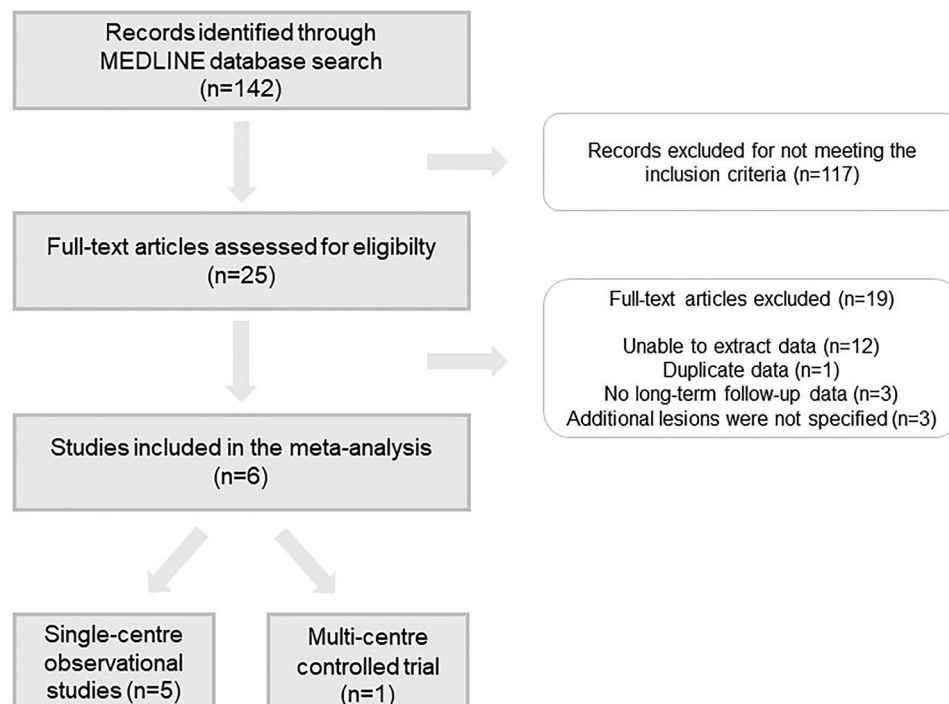 Records identified through
MEDLINE database search
(n=142)
Records excluded for not meeting the
inclusion criteria (n=117)
Full-text articles assessed for eligibilty
(n=25)
Full-text articles excluded (n=19)
Unable to extract data (n=12)
Duplicate data (n=1)
No long-term follow-up data (n=3)
Additional lesions were not specified (n=3)
Studies included in the meta-analysis
(n=6)
Single-centre
observational
studies (n=5)
Multi-centre
controlled trial
(n=1)